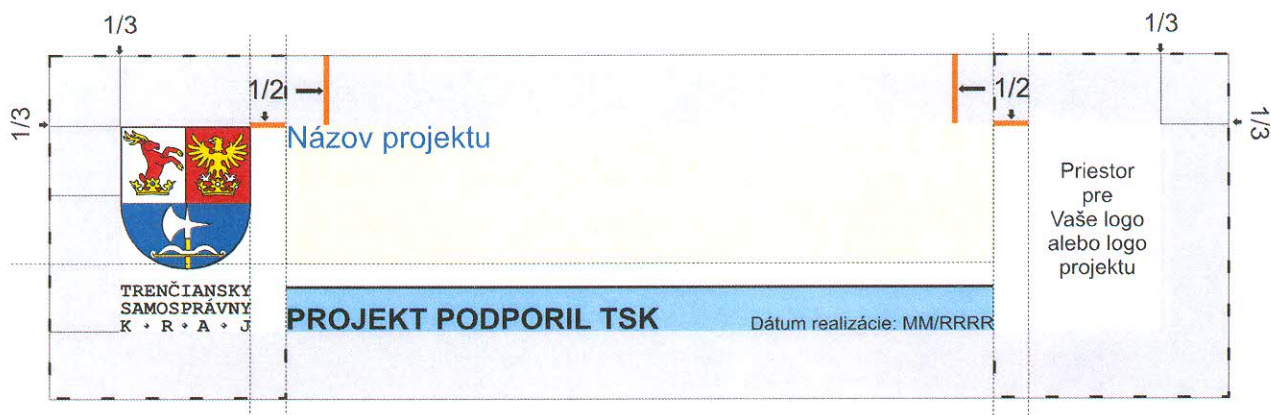 1/3
1/3
1/2
1/2
1/3
1/3
Názov projektu
Priestor
pre
Vaše logo
alebo logo
projektu
TRENČIANSKY
SAMOSPRÁVNY
K • R • A • J
PROJEKT PODPORIL TSK
Dátum realizácie: MM/RRRR